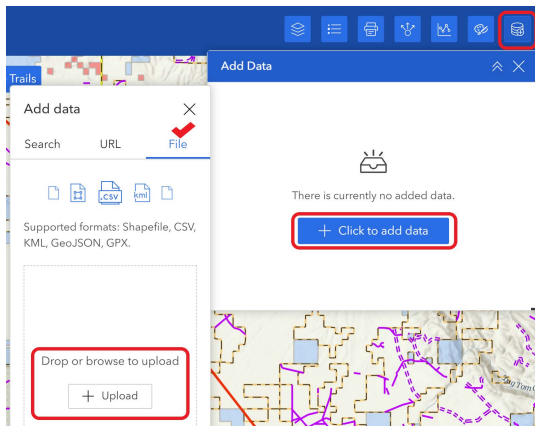 Add Data
Trails
Add data
Search URL File
.csv kml
Supported formats: Shapefile, CSV,
KML, GeoJSON, GPX.
Drop or browse to upload
+ Upload
There is currently no added data.
+ Click to add data